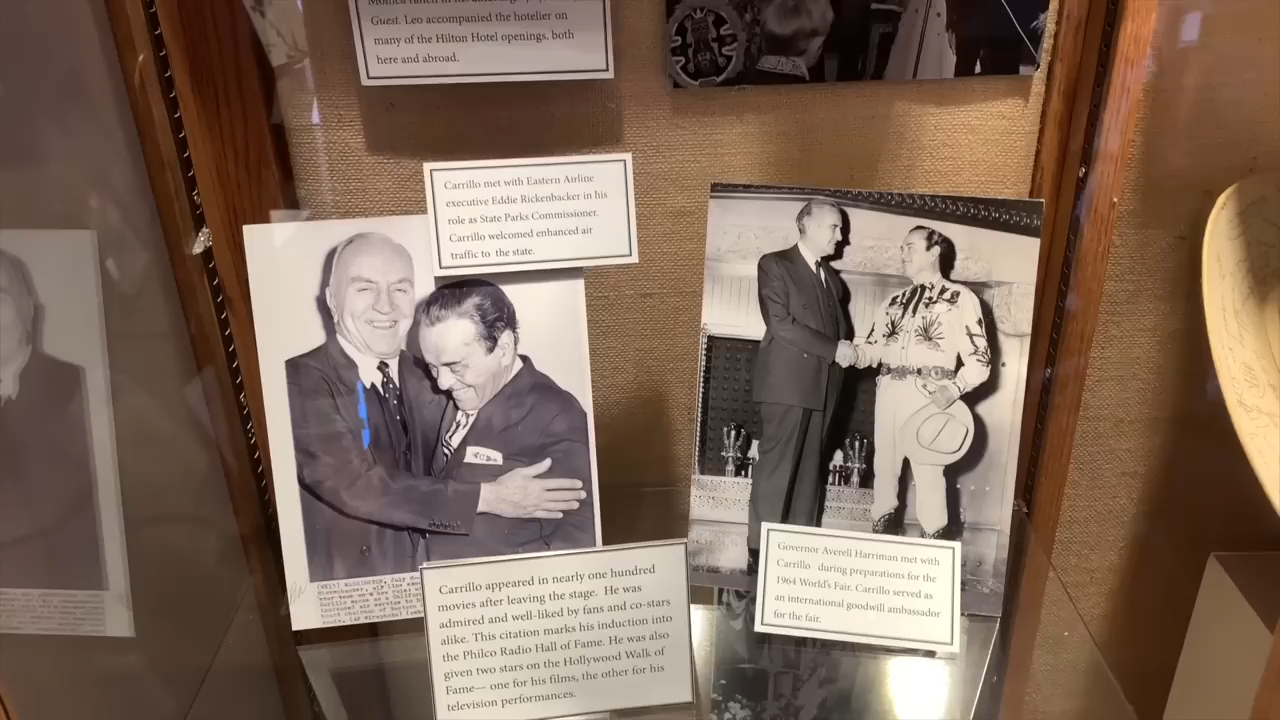 Guest. Leo accompanied the hotelier on
many of the Hilton Hotel openings, both
here and abroad.
Carrillo met with Eastern Airline
executive Eddie Rickenbacker in his
role as State Parks Commissioner.
Carrillo welcomed enhanced air
traffic to the state.
Governor Averell Harriman met with
Carrillo during preparations for the
1964 World's Fair. Carrillo served as
an international goodwill ambassador
for the fair.
Carrillo appeared in nearly one hundred
movies after leaving the stage. He was
admired and well-liked by fans and co-stars
alike. This citation marks his induction into
the Philco Radio Hall of Fame. He was also
given two stars on the Hollywood Walk of
Fame— one for his films, the other for his
television performances.
WASHINGTON, July